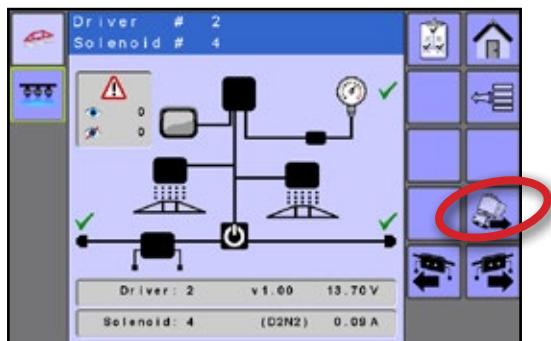 Driver # 2
Solenoid # 4
0
0
Driver: 2 v1.00 13.70V
Solenoid: 4 (D2N2) 0.09A